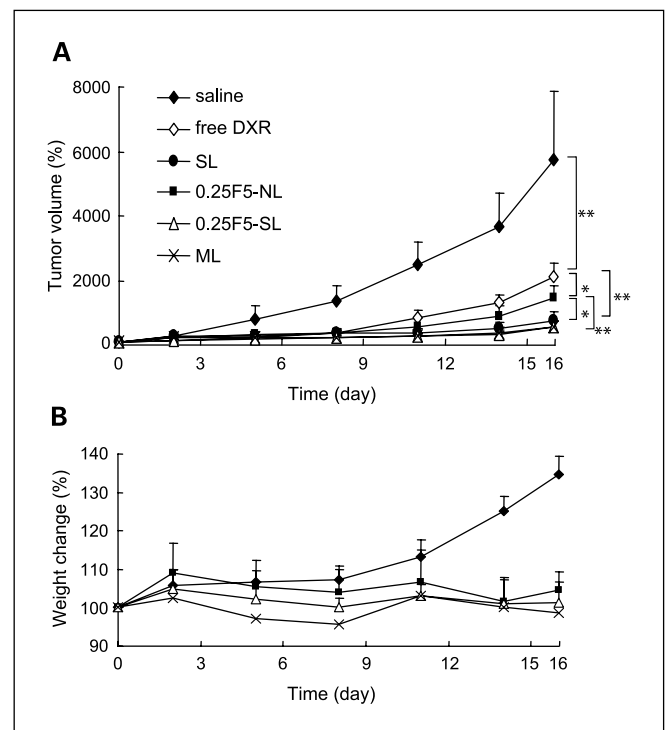 A
Tumor volume (%)
8000
6000
4000
2000
0
saline
free DXR
SL
0.25F5-NL
0.25F5-SL
ML
**
*
**
*
**
0 3 6 9 12 15 16
Time (day)
B
Weight change (%)
140
130
120
110
100
90
0 3 6 9 12 15 16
Time (day)